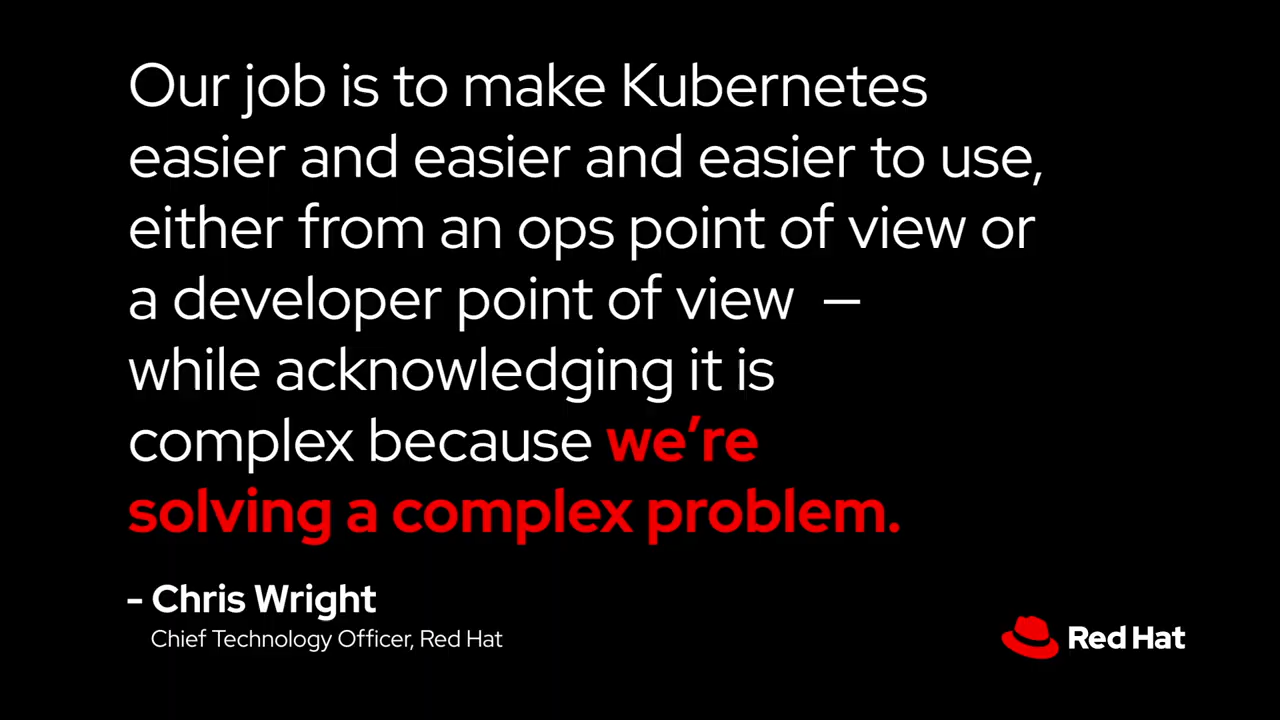 Our job is to make Kubernetes
easier and easier and easier to use,
either from an ops point of view or
a developer point of view —
while acknowledging it is
complex because we’re
solving a complex problem.
- Chris Wright
Chief Technology Officer, Red Hat
Red Hat